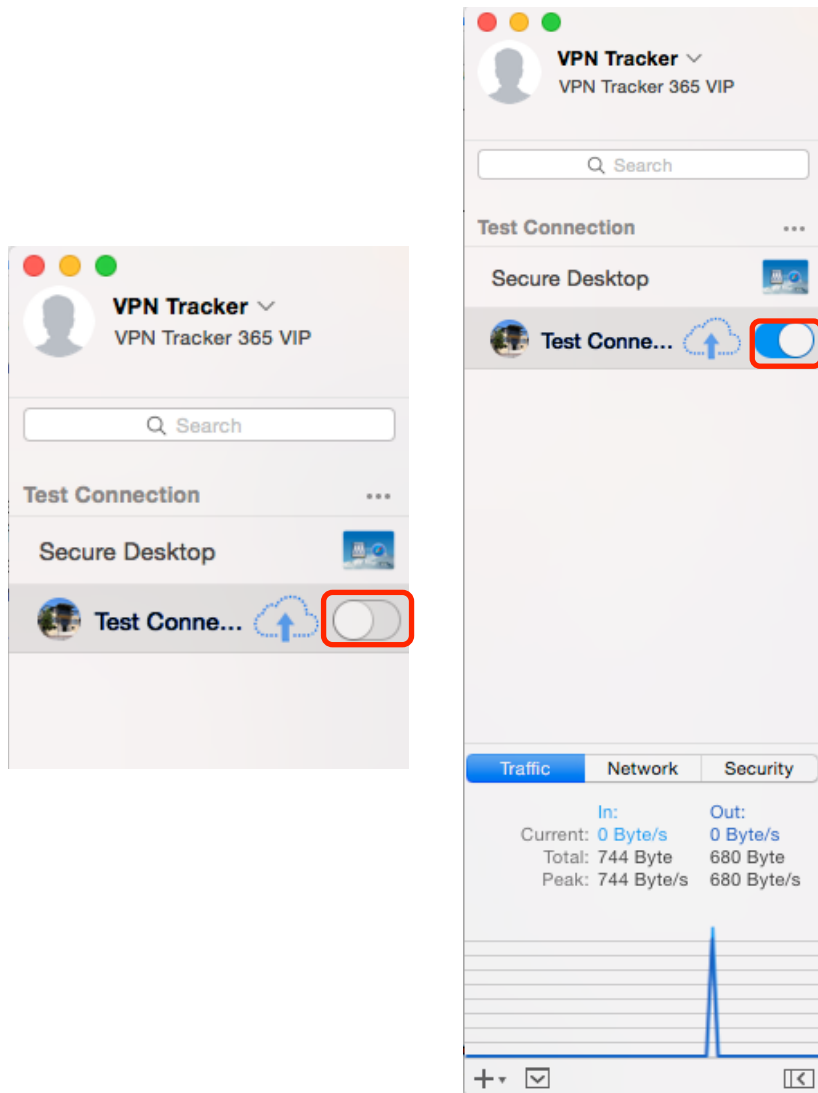 VPN Tracker
VPN Tracker 365 VIP
Search
Test Connection
Secure Desktop
Test Conne...
VPN Tracker
VPN Tracker 365 VIP
Search
Test Connection
Secure Desktop
Test Conne...
Traffic Network Security
In: Out:
Current: 0 Byte/s 0 Byte/s
Total: 744 Byte 680 Byte
Peak: 744 Byte/s 680 Byte/s